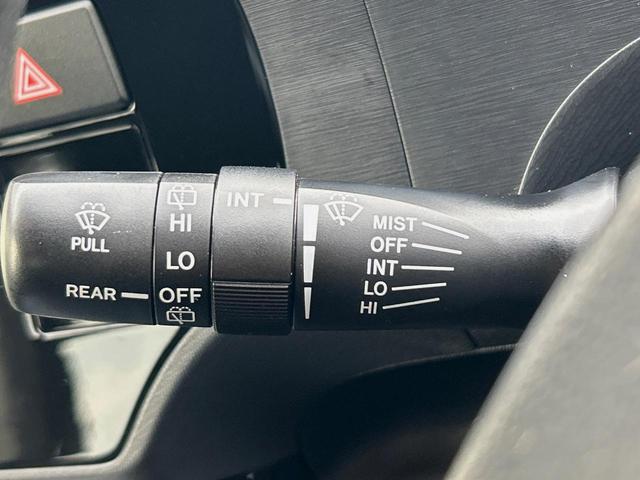 PULL
REAR
HI
LO
OFF
INT
MIST
OFF
INT
LO
HI